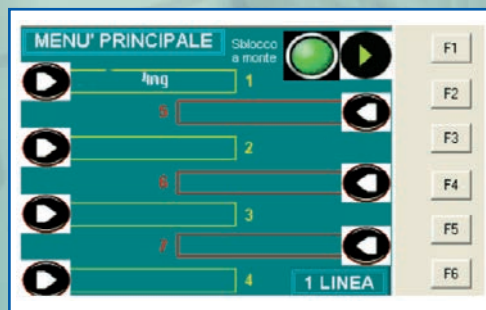 MENU' PRINCIPALE
Sblocco
a monte
F1
1
F2
5
2
F3
6
F4
3
F5
7
4
1 LINEA
F6